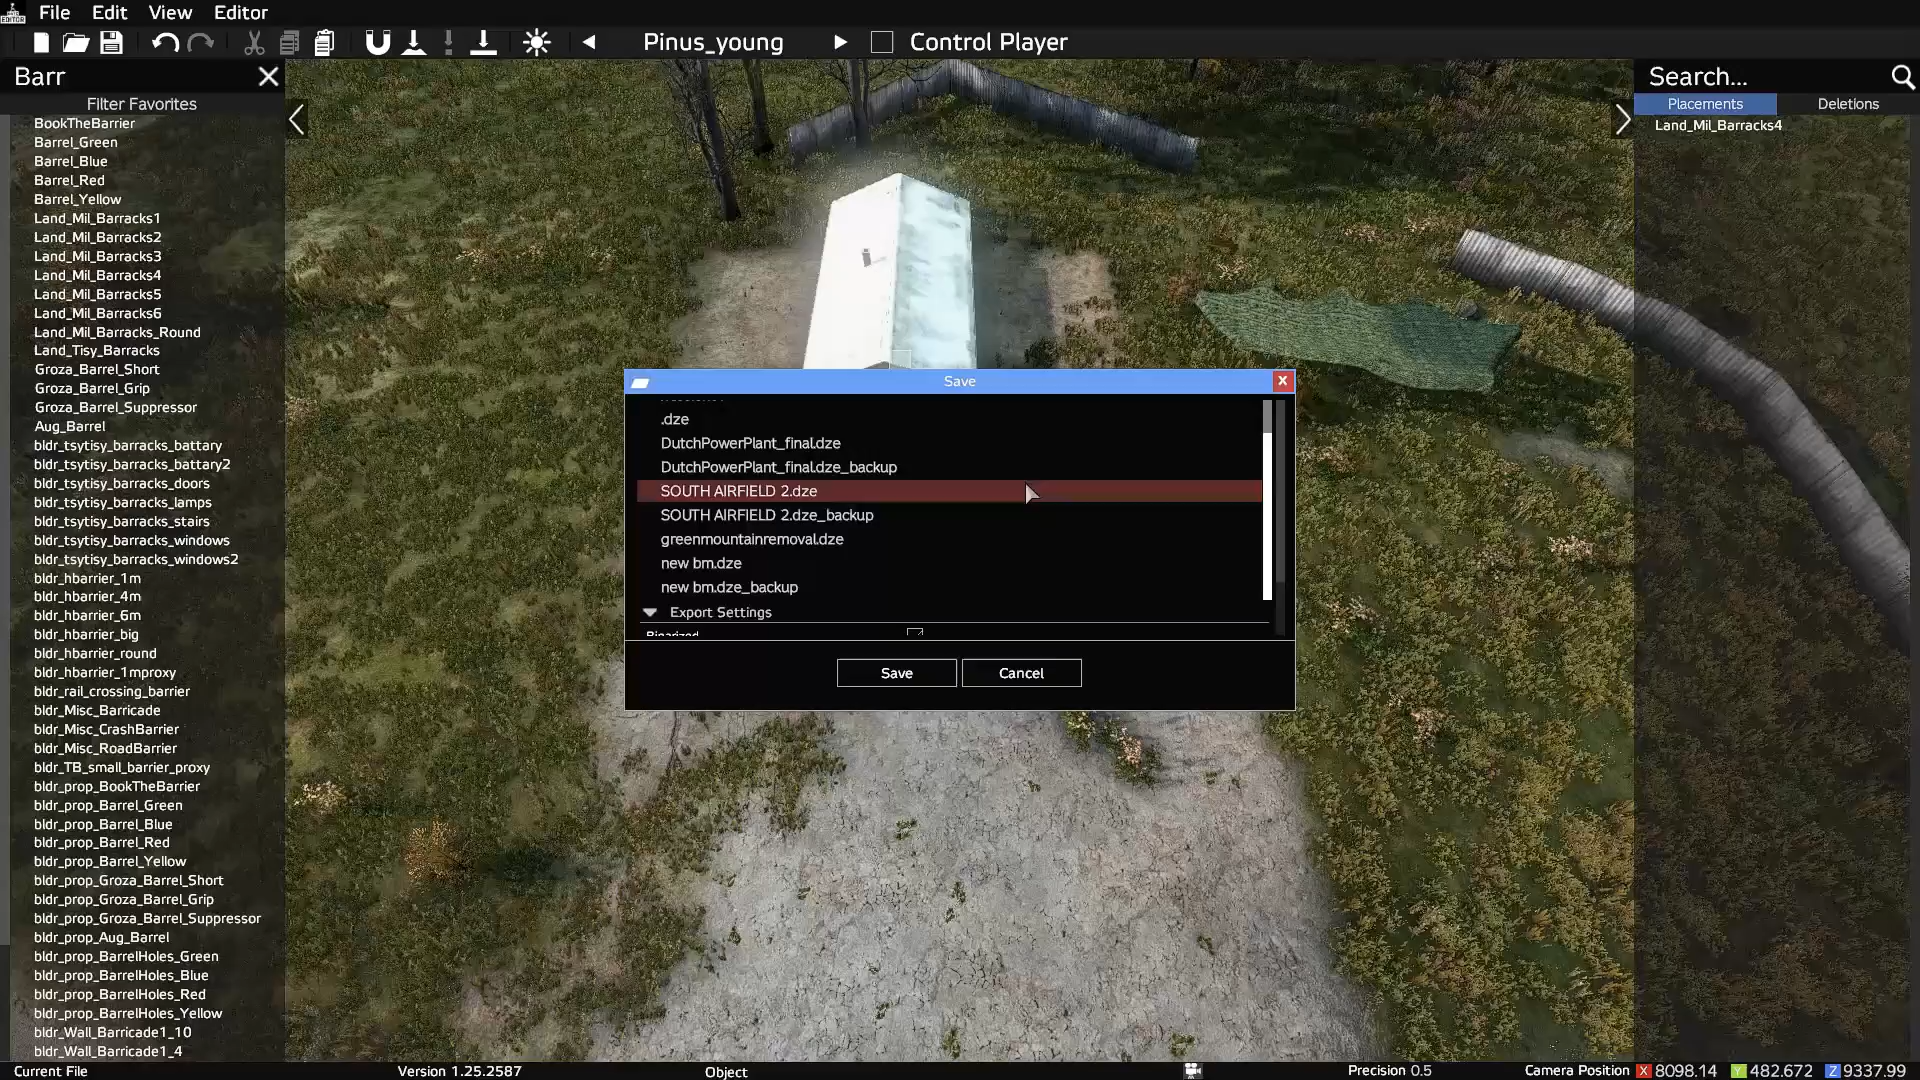 File Edit View Editor
Pinus_young Control Player
Barr
Filter Favorites
BookTheBarrier
Barrel_Green
Barrel_Blue
Barrel_Red
Barrel_Yellow
Land_Mil_Barracks1
Land_Mil_Barracks2
Land_Mil_Barracks3
Land_Mil_Barracks4
Land_Mil_Barracks5
Land_Mil_Barracks6
Land_Mil_Barracks_Round
Land_Tisy_Barracks
Groza_Barrel_Short
Groza_Barrel_Grip
Groza_Barrel_Suppressor
Aug_Barrel
bldr_tsytisy_barracks_battary
bldr_tsytisy_barracks_battary2
bldr_tsytisy_barracks_doors
bldr_tsytisy_barracks_lamps
bldr_tsytisy_barracks_stairs
bldr_tsytisy_barracks_windows
bldr_tsytisy_barracks_windows2
bldr_hbarrier_1m
bldr_hbarrier_4m
bldr_hbarrier_6m
bldr_hbarrier_big
bldr_hbarrier_round
bldr_hbarrier_1mproxy
bldr_rail_crossing_barrier
bldr_Misc_Barricade
bldr_Misc_CrashBarrier
bldr_Misc_RoadBarrier
bldr_TB_small_barrier_proxy
bldr_prop_BookTheBarrier
bldr_prop_Barrel_Green
bldr_prop_Barrel_Blue
bldr_prop_Barrel_Red
bldr_prop_Barrel_Yellow
bldr_prop_Groza_Barrel_Short
bldr_prop_Groza_Barrel_Grip
bldr_prop_Groza_Barrel_Suppressor
bldr_prop_Aug_Barrel
bldr_prop_BarrelHoles_Green
bldr_prop_BarrelHoles_Blue
bldr_prop_BarrelHoles_Red
bldr_prop_BarrelHoles_Yellow
bldr_Wall_Barricade1_10
bldr_Wall_Barricade1_4
Save
.dze
DutchPowerPlant_final.dze
DutchPowerPlant_final.dze_backup
SOUTH AIRFIELD 2.dze
SOUTH AIRFIELD 2.dze_backup
greenmountainremoval.dze
new bm.dze
new bm.dze_backup
Export Settings
Binarized
Save Cancel
Search...
Placements Deletions
Land_Mil_Barracks4
Current File Version 1.25.2587 Object Precision 0.5 Camera Position X 8098.14 Y 482.672 Z 9337.99